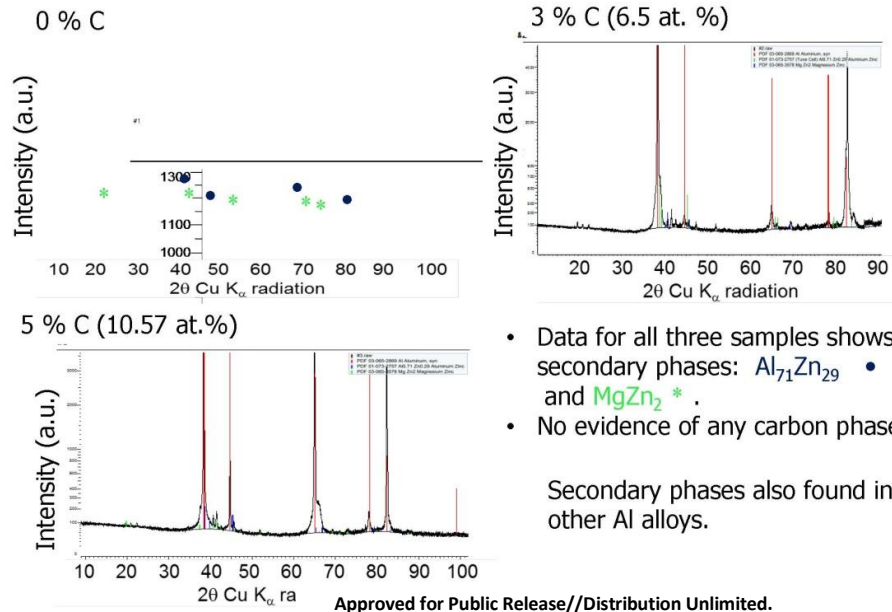 0 % C
3 % C (6.5 at. %)
Intensity (a.u.)
#1
1300
1100
1000
10 20 30 40 50 60 70 80 100
2θ Cu Kα radiation
Intensity (a.u.)
20 30 40 50 60 70 80 90
2θ Cu Kα radiation
5 % C (10.57 at.%)
Intensity (a.u.)
10 20 30 40 50 60 70 80 90 100
2θ Cu K ra
• Data for all three samples shows
secondary phases: Al71Zn29 •
and MgZn2 * .
• No evidence of any carbon phase
Secondary phases also found in
other Al alloys.
Approved for Public Release//Distribution Unlimited.